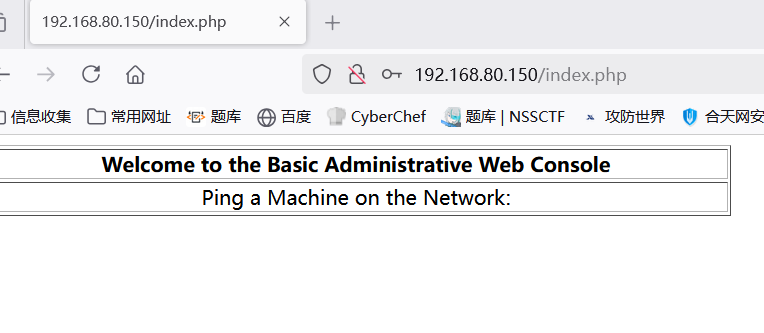 192.168.80.150/index.php
192.168.80.150/index.php
信息收集 常用网址 题库 百度 CyberChef 题库 | NSSCTF 攻防世界 合天网安
Welcome to the Basic Administrative Web Console
Ping a Machine on the Network: